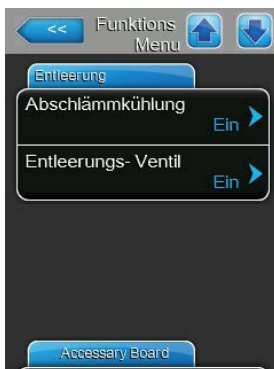 << Funktions
Menu
Entleerung
Abschlämmkühlung
Ein
Entleerungs- Ventil
Ein
Accessary Board